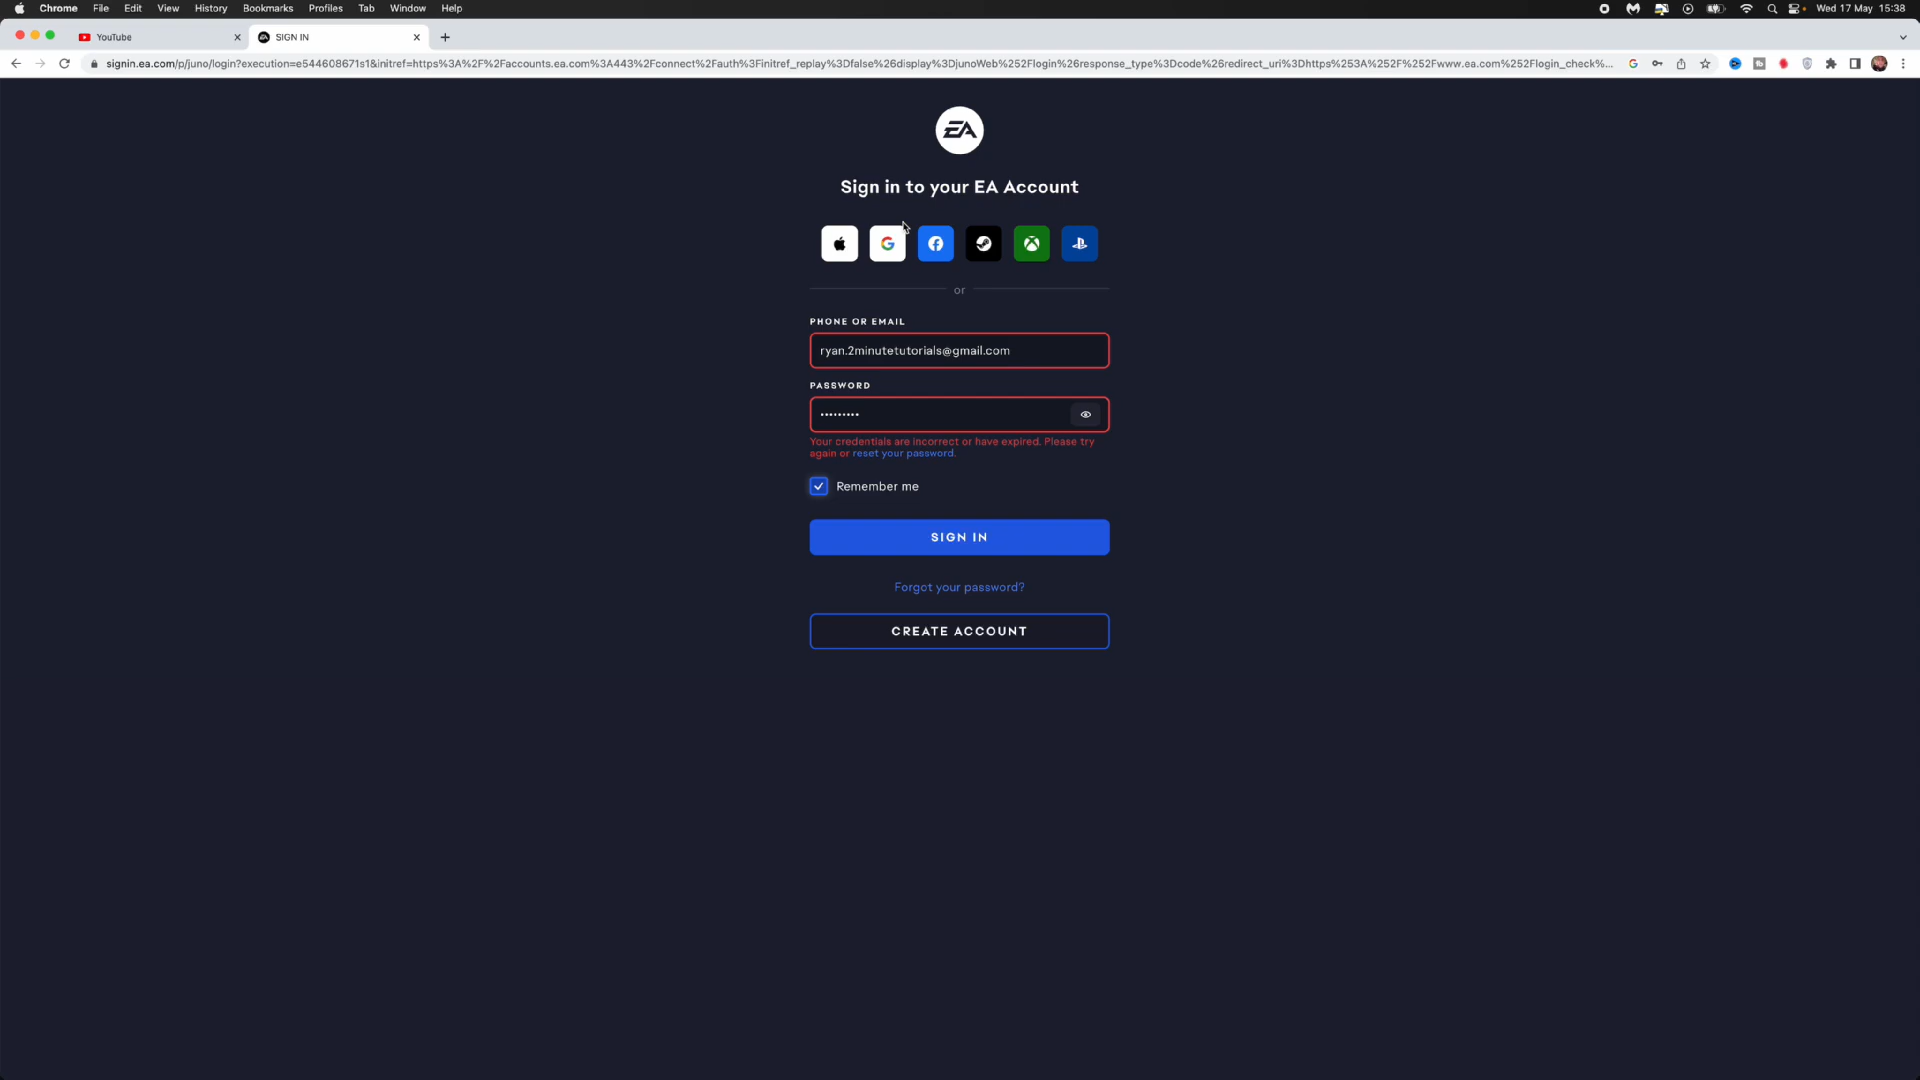 Chrome File Edit View History Bookmarks Profiles Tab Window Help Wed 17 May 15:38
YouTube SIGN IN
signin.ea.com/p/juno/login?execution=e544608671s1&initref=https%3A%2F%2Faccounts.ea.com%3A443%2Fconnect%2Fauth%3Finitref_replay%3Dfalse%26display%3DjunoWeb%252Flogin%26response_type%3Dcode%26redirect_uri%3Dhttps%253A%252F%252Fwww.ea.com%252Flogin_check%...
EA
Sign in to your EA Account
or
PHONE OR EMAIL
ryan.2minutetutorials@gmail.com
PASSWORD
•••••••••
Your credentials are incorrect or have expired. Please try
again or reset your password.
Remember me
SIGN IN
Forgot your password?
CREATE ACCOUNT